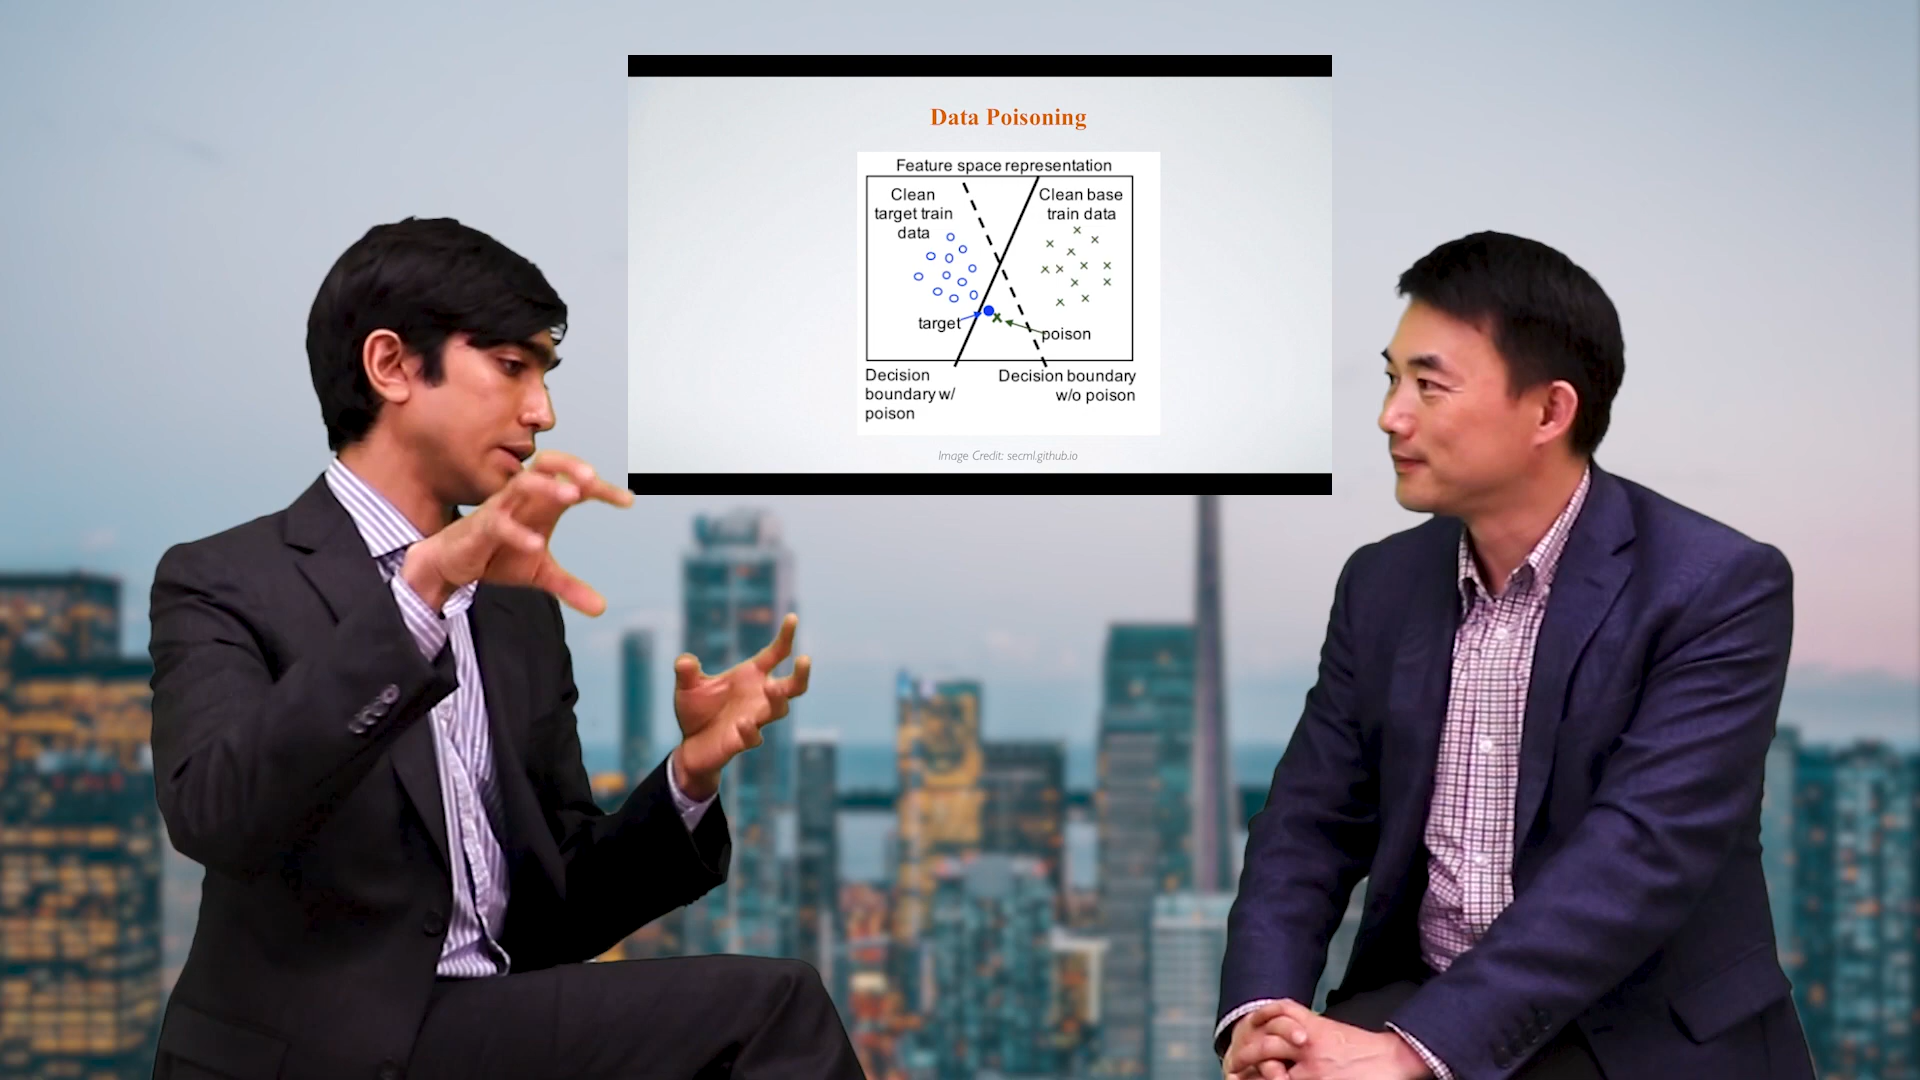 Data Poisoning
Feature space representation
Clean
target train
data
Clean base
train data
target
poison
Decision
boundary w/
poison
Decision boundary
w/o poison
Image Credit: secml.github.io